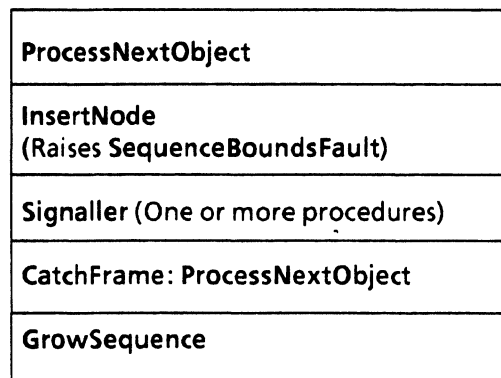 ProcessNextObject
InsertNode
(Raises SequenceBoundsFault)
Signaller (One or more procedures)
CatchFrame: ProcessNextObject
GrowSequence